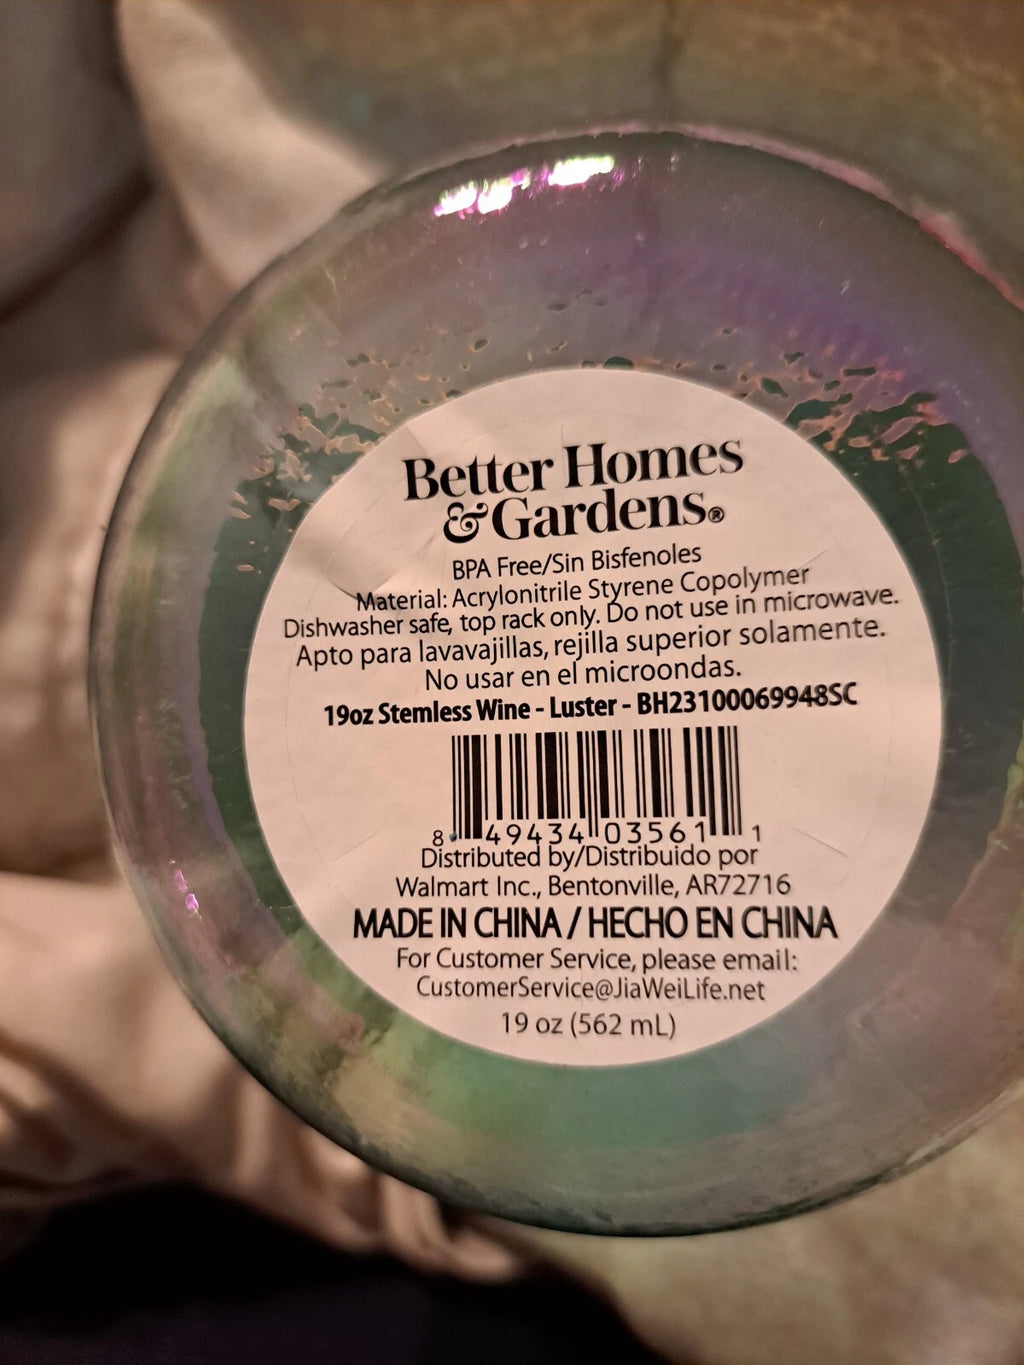 Better Homes
& Gardens®
BPA Free/Sin Bisfenoles
Material: Acrylonitrile Styrene Copolymer
Dishwasher safe, top rack only. Do not use in microwave.
Apto para lavavajillas, rejilla superior solamente.
No usar en el microondas.
19oz Stemless Wine - Luster - BH23100069948SC
8 49434 03561 1
Distributed by/Distribuido por
Walmart Inc., Bentonville, AR72716
MADE IN CHINA / HECHO EN CHINA
For Customer Service, please email:
CustomerService@JiaWeiLife.net
19 oz (562 mL)